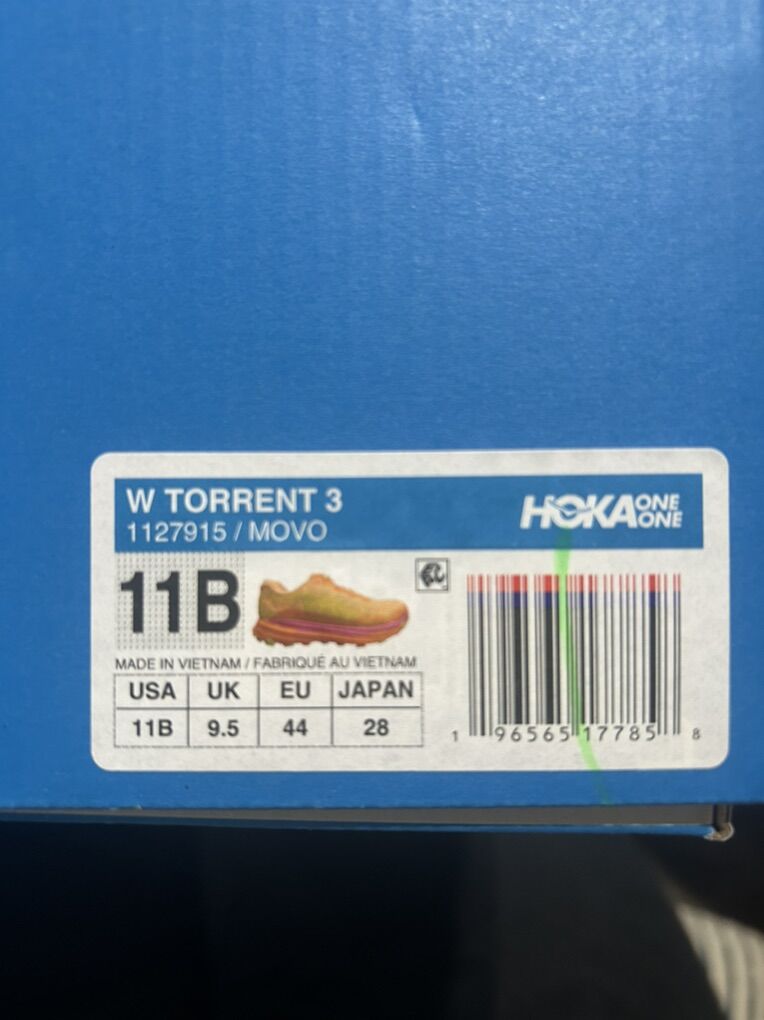 W TORRENT 3
1127915 / MOVO
HOKA ONE ONE
11B
MADE IN VIETNAM / FABRIQUÉ AU VIETNAM
USA UK EU JAPAN
11B 9.5 44 28
1 96565 17785 8